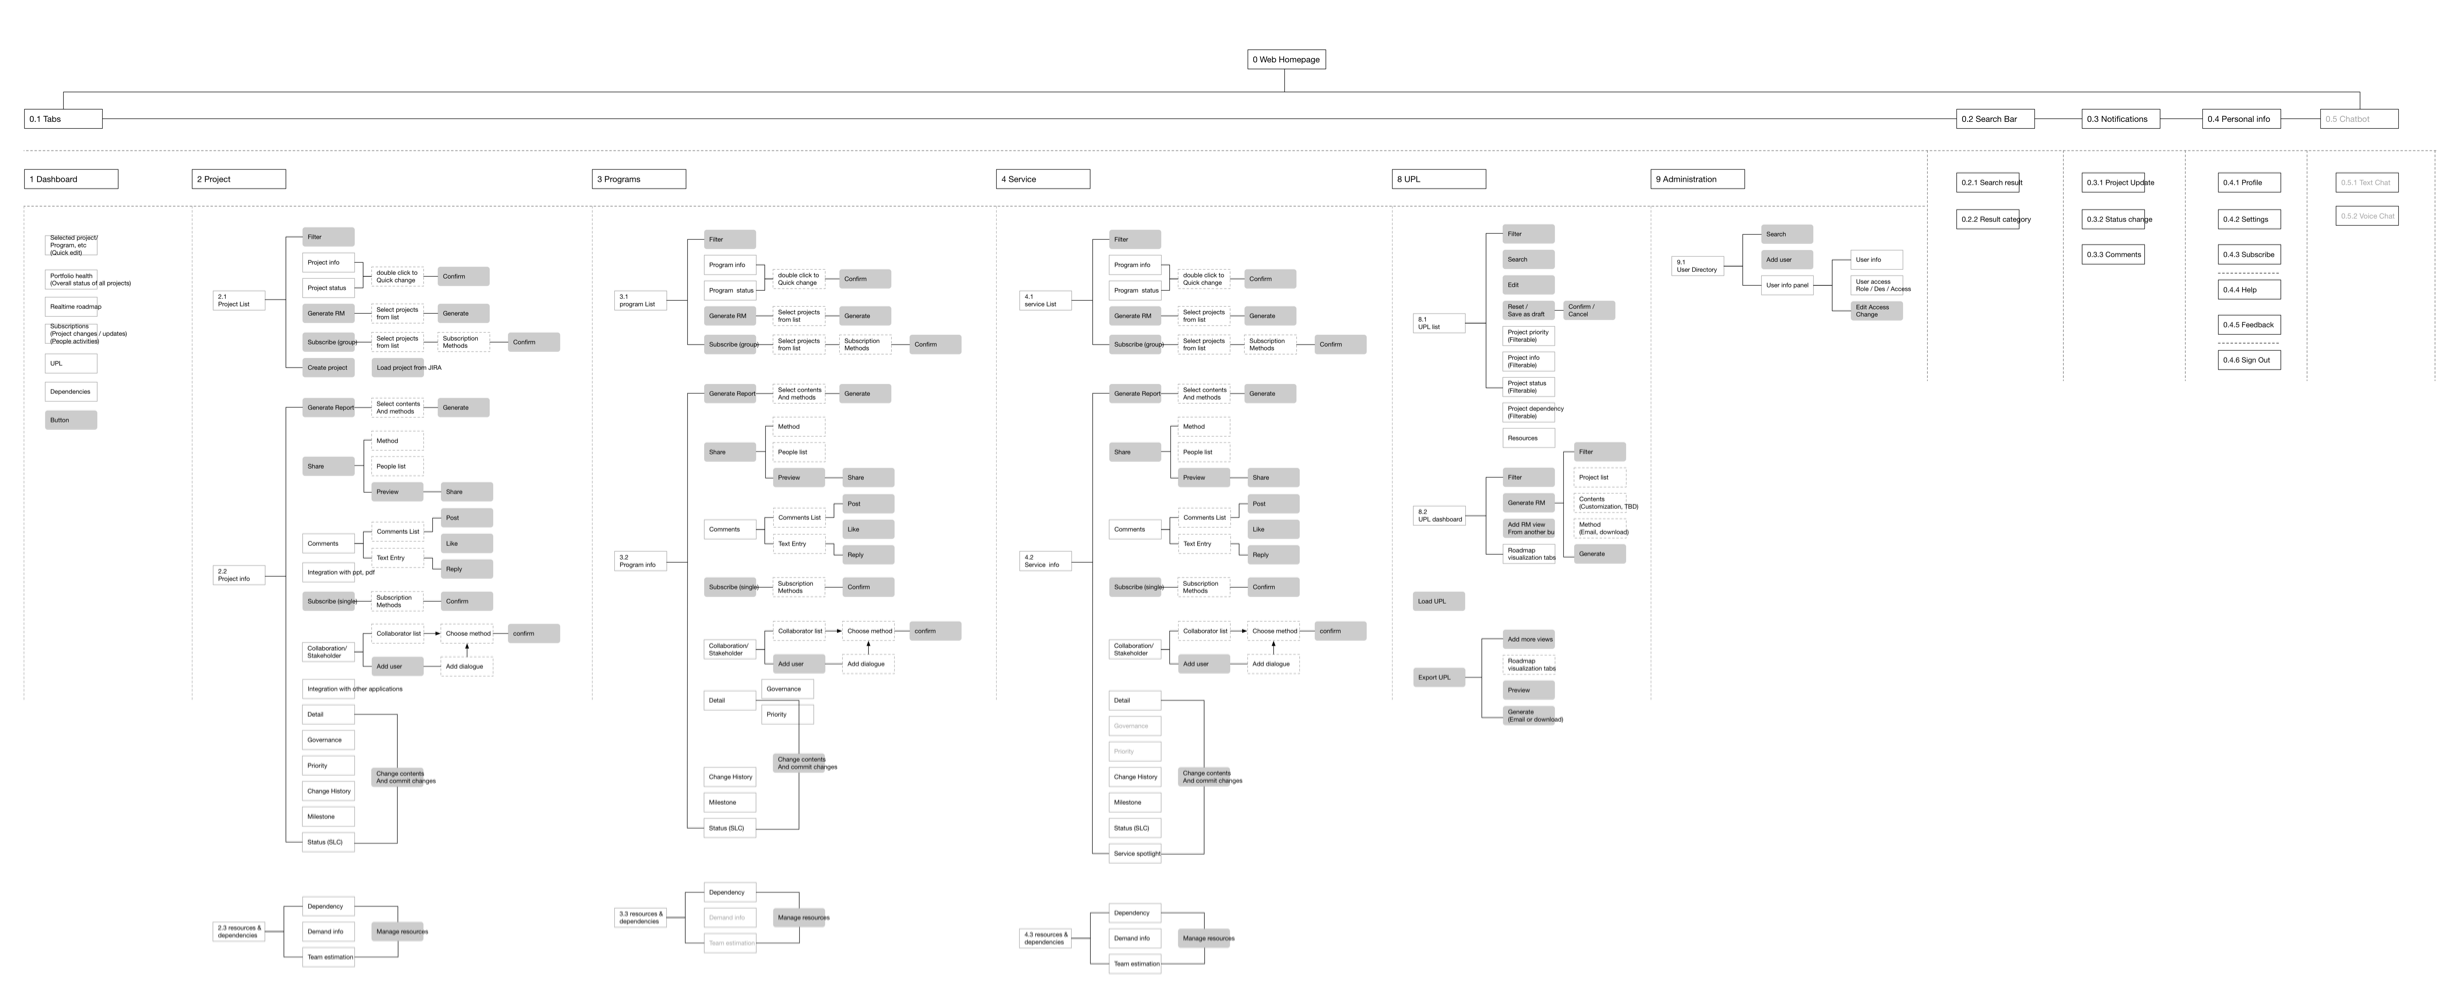 0 Web Homepage
0.1 Tabs
0.2 Search Bar
0.3 Notifications
0.4 Personal info
0.5 Chatbot
1 Dashboard
2 Project
3 Programs
4 Service
8 UPL
9 Administration
0.2.1 Search result
0.2.2 Result category
0.3.1 Project Update
0.3.2 Status change
0.3.3 Comments
0.4.1 Profile
0.4.2 Settings
0.4.3 Subscribe
0.4.4 Help
0.4.5 Feedback
0.4.6 Sign Out
0.5.1 Text Chat
0.5.2 Voice Chat
Selected project/
Program, etc
(Quick edit)
Portfolio health
(Overall status of all projects)
Realtime roadmap
Subscriptions
(Project changes / updates)
(People activities)
UPL
Dependencies
Button
2.1
Project List
Filter
Project info
Project status
double click to
Quick change
Confirm
Generate RM
Select projects
from list
Generate
Subscribe (group)
Select projects
from list
Subscription
Methods
Confirm
Create project
Load project from JIRA
2.2
Project info
Generate Report
Select contents
And methods
Generate
Share
Method
People list
Preview
Share
Comments
Comments List
Text Entry
Post
Like
Reply
Integration with ppt, pdf
Subscribe (single)
Subscription
Methods
Confirm
Collaboration/
Stakeholder
Collaborator list
Choose method
confirm
Add user
Add dialogue
Integration with other applications
Detail
Governance
Priority
Change History
Milestone
Status (SLC)
Change contents
And commit changes
2.3 resources &
dependencies
Dependency
Demand info
Team estimation
Manage resources
3.1
program List
Filter
Program info
Program  status
double click to
Quick change
Confirm
Generate RM
Select projects
from list
Generate
Subscribe (group)
Select projects
from list
Subscription
Methods
Confirm
3.2
Program info
Generate Report
Select contents
And methods
Generate
Share
Method
People list
Preview
Share
Comments
Comments List
Text Entry
Post
Like
Reply
Subscribe (single)
Subscription
Methods
Confirm
Collaboration/
Stakeholder
Collaborator list
Choose method
confirm
Add user
Add dialogue
Detail
Governance
Priority
Change contents
And commit changes
Change History
Milestone
Status (SLC)
3.3 resources &
dependencies
Dependency
Demand info
Team estimation
Manage resources
4.1
service List
Filter
Program info
Program  status
double click to
Quick change
Confirm
Generate RM
Select projects
from list
Generate
Subscribe (group)
Select projects
from list
Subscription
Methods
Confirm
4.2
Service  info
Generate Report
Select contents
And methods
Generate
Share
Method
People list
Preview
Share
Comments
Comments List
Text Entry
Post
Like
Reply
Subscribe (single)
Subscription
Methods
Confirm
Collaboration/
Stakeholder
Collaborator list
Choose method
confirm
Add user
Add dialogue
Detail
Governance
Priority
Change History
Milestone
Status (SLC)
Service spotlight
Change contents
And commit changes
4.3 resources &
dependencies
Dependency
Demand info
Team estimation
Manage resources
8.1
UPL list
Filter
Search
Edit
Reset /
Save as draft
Confirm /
Cancel
Project priority
(Filterable)
Project info
(Filterable)
Project status
(Filterable)
Project dependency
(Filterable)
Resources
8.2
UPL dashboard
Filter
Generate RM
Add RM view
From another bu
Roadmap
visualization tabs
Filter
Project list
Contents
(Customization, TBD)
Method
(Email, download)
Generate
Load UPL
Export UPL
Add more views
Roadmap
visualization tabs
Preview
Generate
(Email or download)
9.1
User Directory
Search
Add user
User info panel
User info
User access
Role / Des / Access
Edit Access
Change